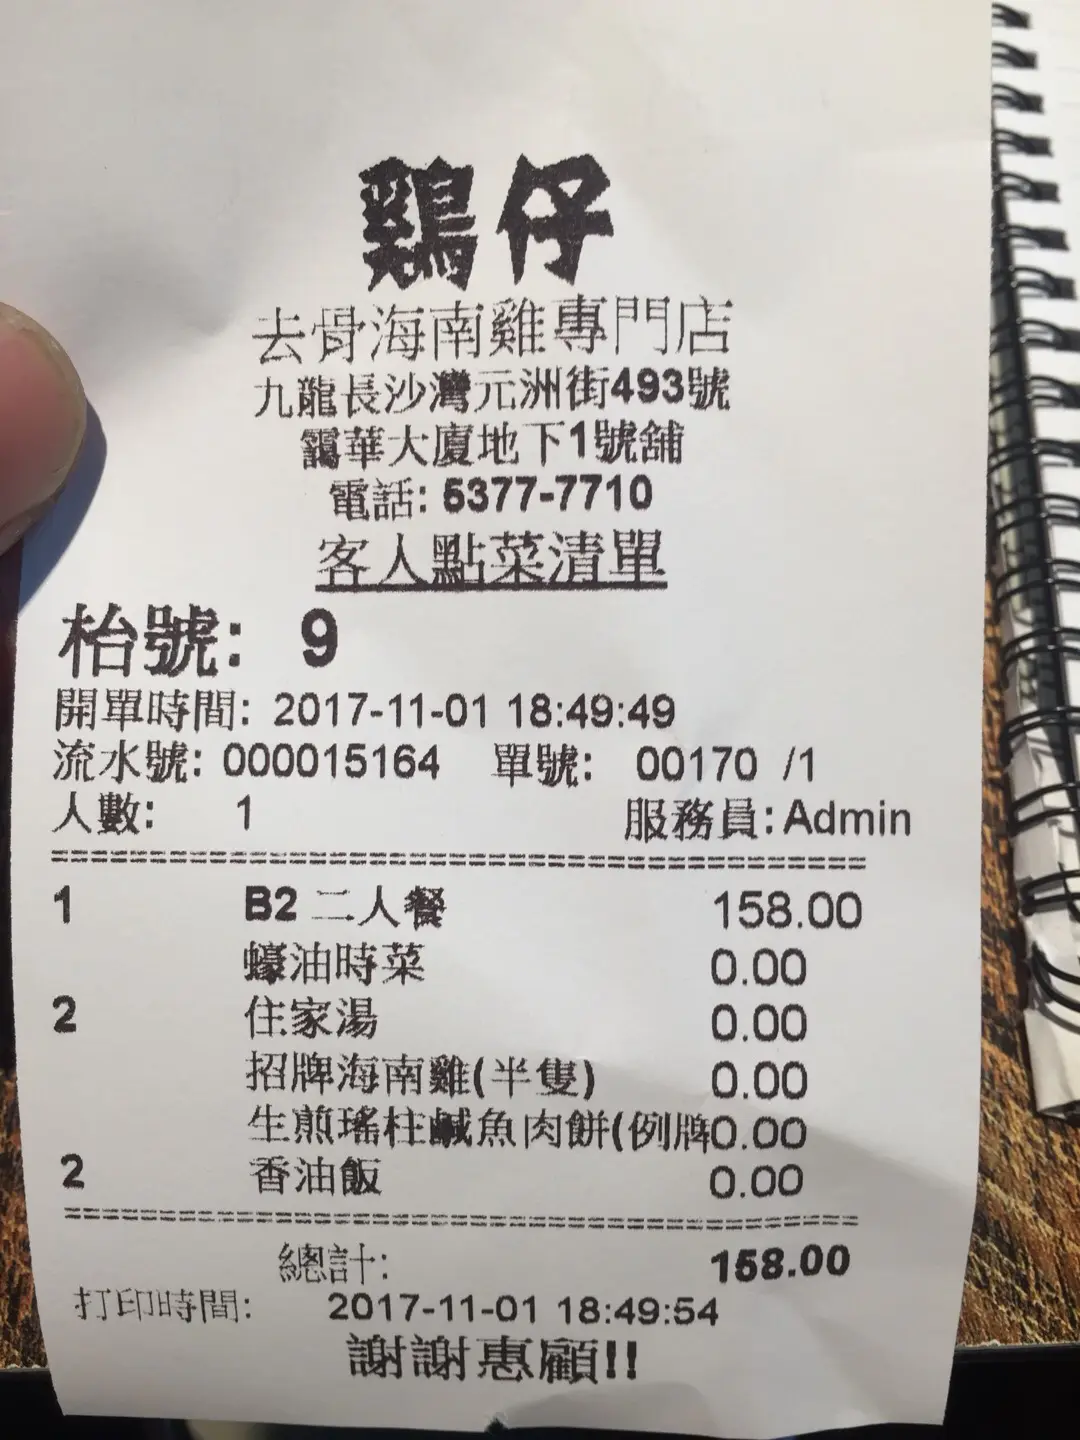 鷄仔
去骨海南雞專門店
九龍長沙灣元洲街493號
靄華大廈地下1號舖
電話: 5377-7710
客人點菜清單
枱號: 9
開單時間: 2017-11-01 18:49:49
流水號: 000015164 單號: 00170 /1
人數: 1 服務員: Admin
==================================
1 B2 二人餐 158.00
蠔油時菜 0.00
2 住家湯 0.00
招牌海南雞(半隻) 0.00
生煎瑤柱鹹魚肉餅(例牌 0.00
2 香油飯 0.00
==================================
總計: 158.00
打印時間: 2017-11-01 18:49:54
謝謝惠顧!!